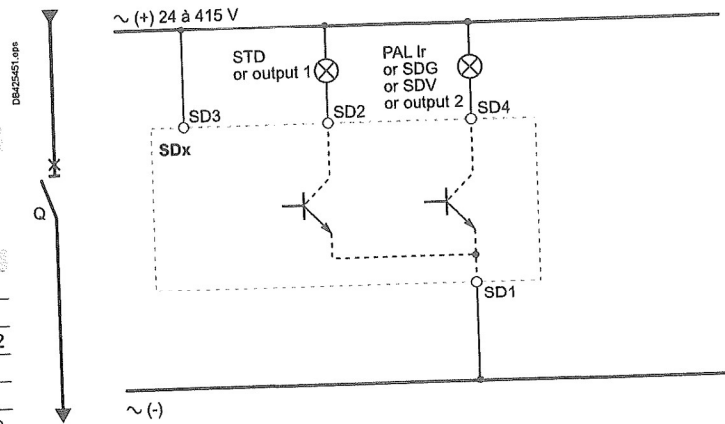 ∼ (+) 24 à 415 V
DB425451.eps
STD
or output 1
PAL Ir
or SDG
or SDV
or output 2
SD3
SD2
SD4
SDx
Q
SD1
2
∼ (-)